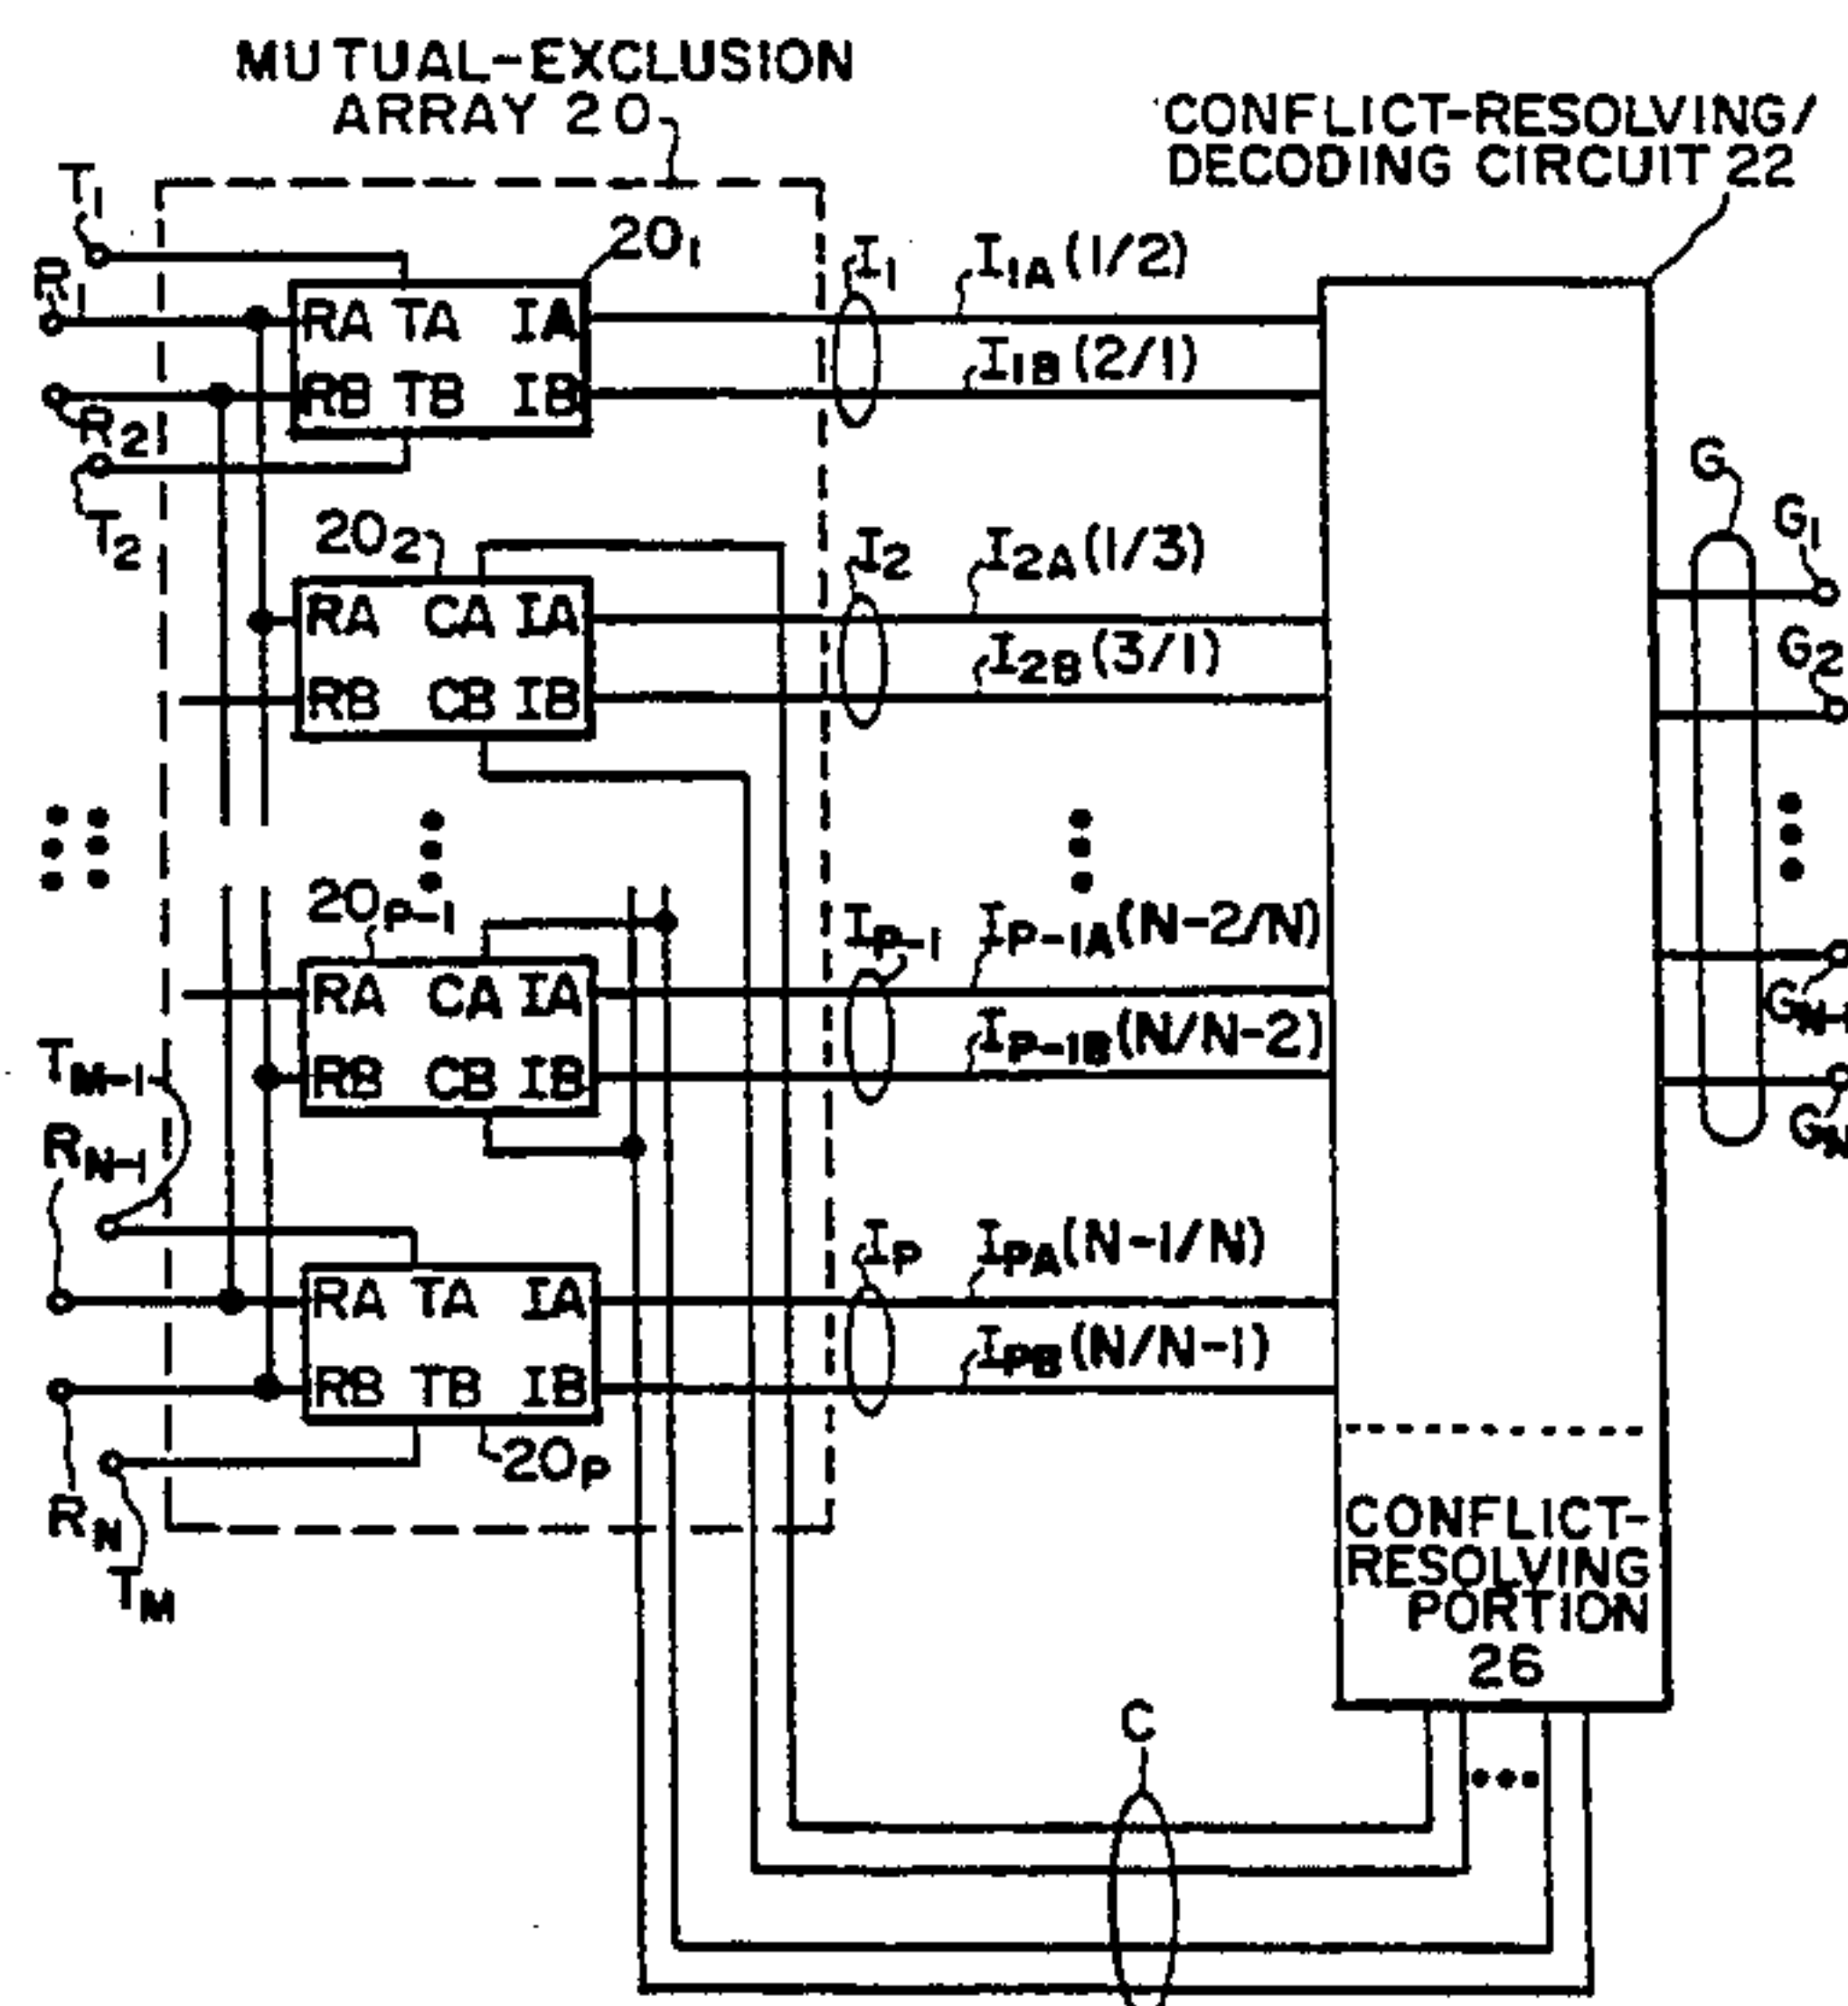 MUTUAL-EXCLUSION
ARRAY 20
CONFLICT-RESOLVING/
DECODING CIRCUIT 22
T1
R1
R2
T2
201
RA TA IA
RB TB IB
I1
I1A (1/2)
I1B (2/1)
202
RA CA IA
RB CB IB
I2
I2A (1/3)
I2B (3/1)
G
G1
G2
20P-1
RA CA IA
RB CB IB
IP-1
IP-1A (N-2/N)
IP-1B (N/N-2)
GN-1
GN
TM-1
RN-1
RA TA IA
RB TB IB
20P
IP
IPA (N-1/N)
IPB (N/N-1)
RN
TM
CONFLICT-
RESOLVING
PORTION
26
C